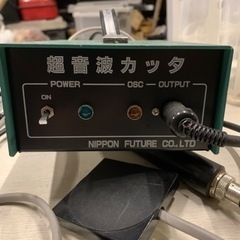 超音波カッタ
POWER OSC OUTPUT
ON
NIPPON FUTURE CO.,LTD